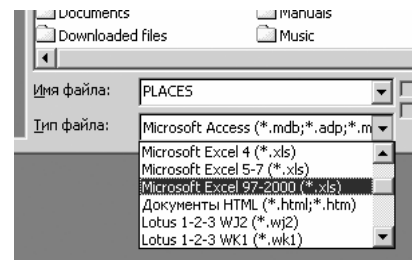 Documents
Manuals
Downloaded files
Music
Имя файла:
PLACES
Тип файла:
Microsoft Access (*.mdb;*.adp;*.m
Microsoft Excel 4 (*.xls)
Microsoft Excel 5-7 (*.xls)
Microsoft Excel 97-2000 (*.xls)
Документы HTML (*.html;*.htm)
Lotus 1-2-3 WJ2 (*.wj2)
Lotus 1-2-3 WK1 (*.wk1)